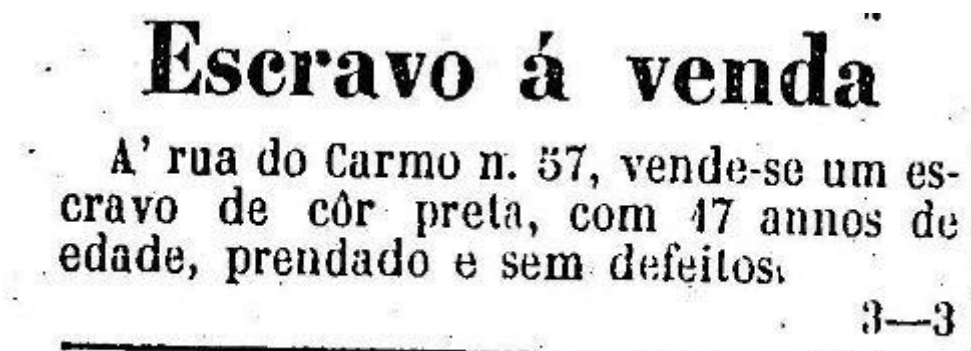 Escravo á venda
A' rua do Carmo n. 57, vende-se um es-
cravo de côr preta, com 17 annos de
edade, prendado e sem defeitos.
3—3